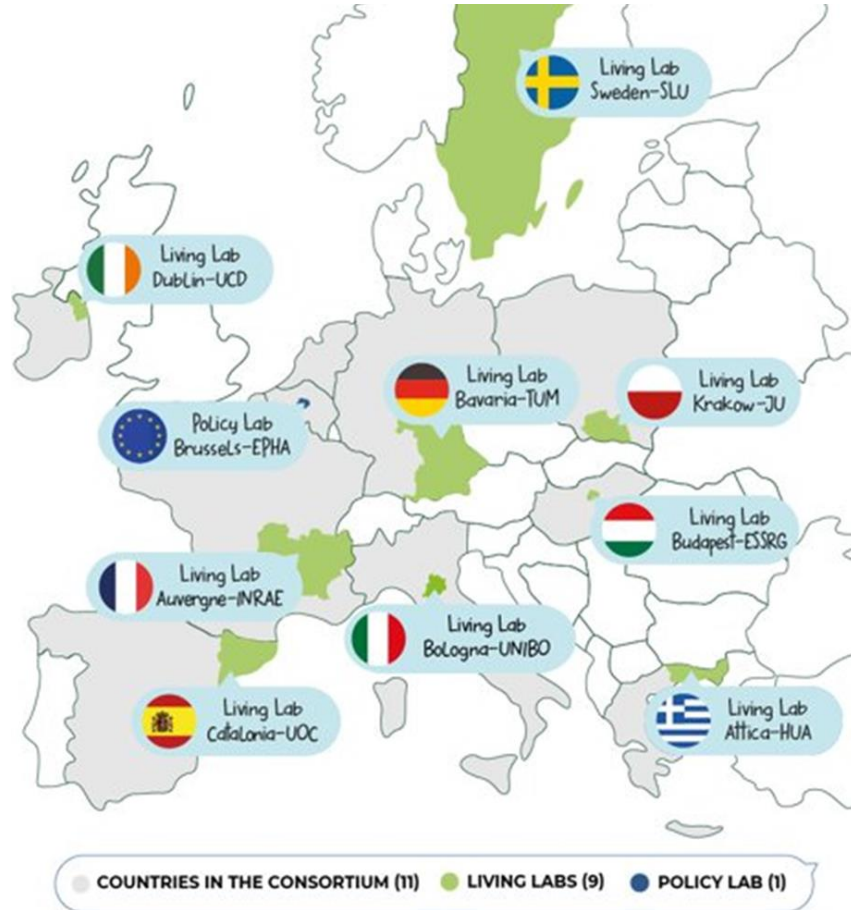 Living Lab
Sweden-SLU
Living Lab
Dublin-UCD
Living Lab
Bavaria-TUM
Living Lab
Krakow-JU
Policy Lab
Brussels-EPHA
Living Lab
Budapest-ESSRG
Living Lab
Auvergne-INRAE
Living Lab
Bologna-UNIBO
Living Lab
Catalonia-UOC
Living Lab
Attica-HUA
COUNTRIES IN THE CONSORTIUM (11) LIVING LABS (9) POLICY LAB (1)